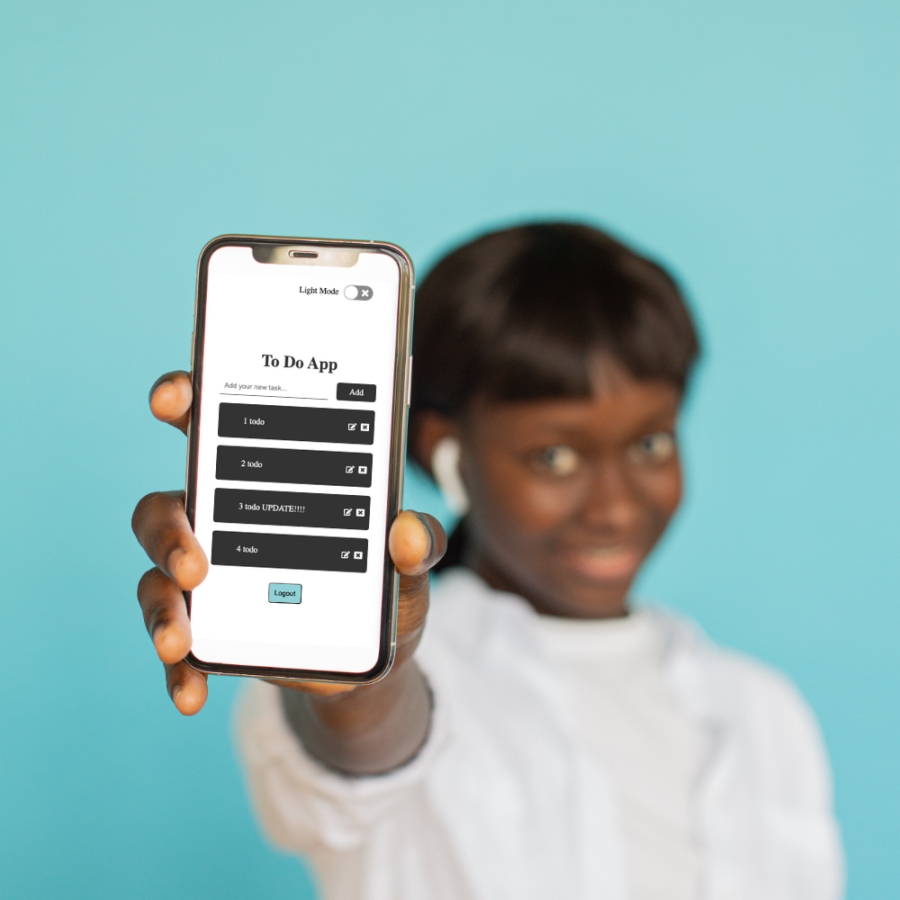 Light Mode
To Do App
Add your new task...
Add
1 todo
2 todo
3 todo UPDATE!!!!
4 todo
Logout